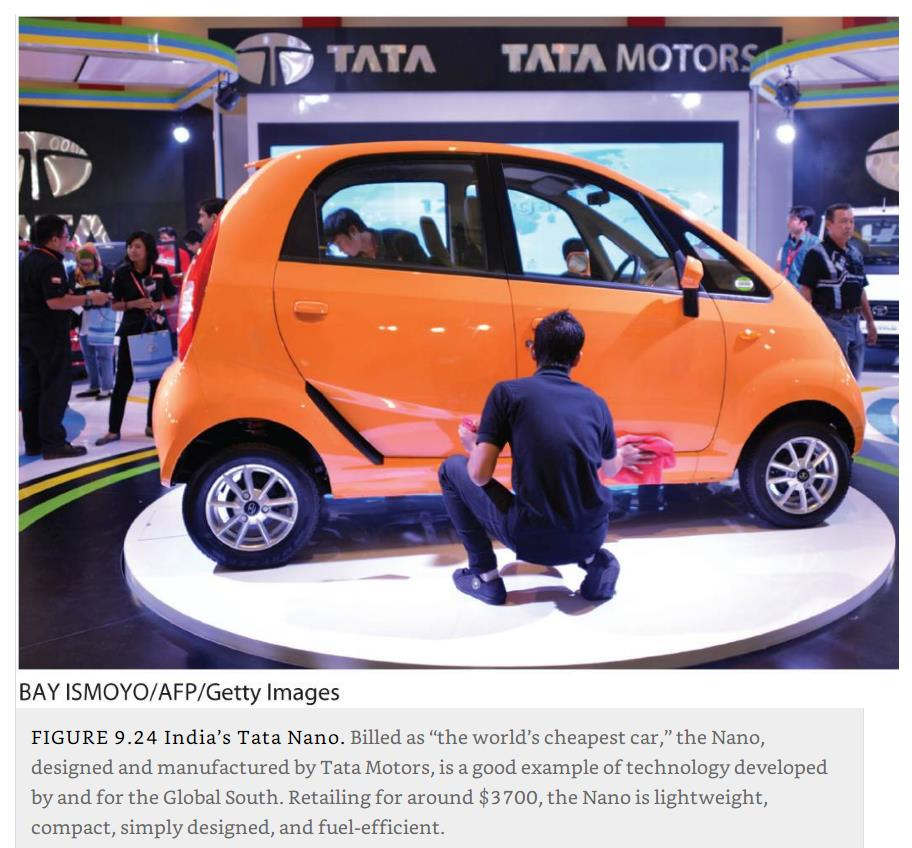 TATA TATA MOTORS
BAY ISMOYO/AFP/Getty Images
FIGURE 9.24 India’s Tata Nano. Billed as “the world’s cheapest car,” the Nano,
designed and manufactured by Tata Motors, is a good example of technology developed
by and for the Global South. Retailing for around $3700, the Nano is lightweight,
compact, simply designed, and fuel-efficient.